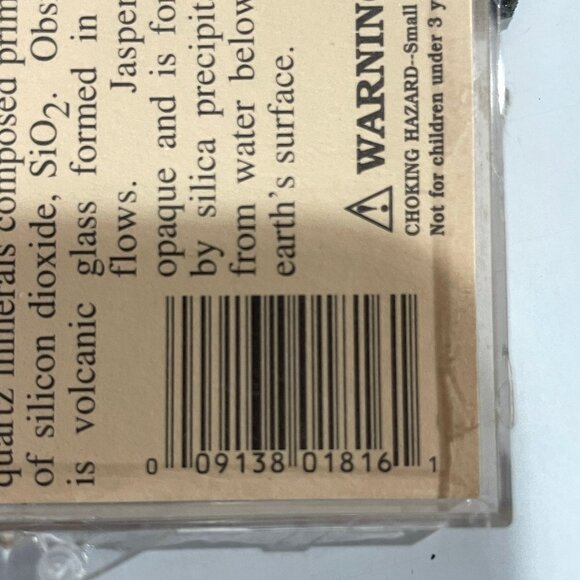 quartz minerals composed prim
of silicon dioxide, SiO2. Obs
is volcanic glass formed in
flows. Jasper
opaque and is for
by silica precipit
from water below
earth's surface.
⚠ WARNIN
CHOKING HAZARD--Small
Not for children under 3 y
0 09138 01816 1